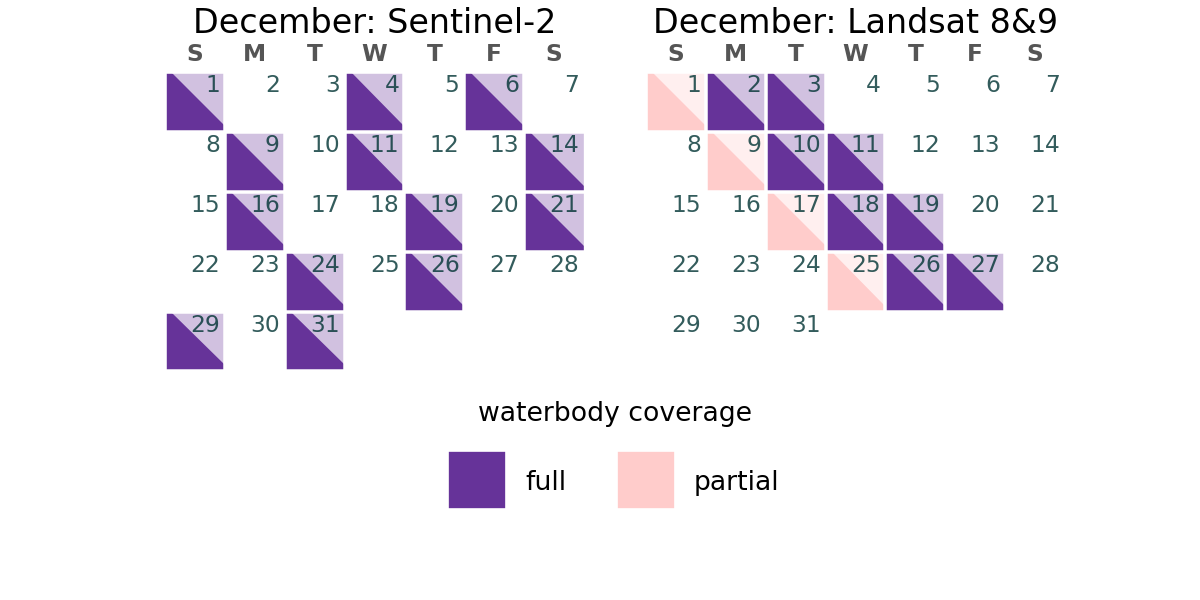 December: Sentinel-2
S M T W T F S
1 2 3 4 5 6 7
8 9 10 11 12 13 14
15 16 17 18 19 20 21
22 23 24 25 26 27 28
29 30 31
December: Landsat 8&9
S M T W T F S
1 2 3 4 5 6 7
8 9 10 11 12 13 14
15 16 17 18 19 20 21
22 23 24 25 26 27 28
29 30 31
waterbody coverage
full partial